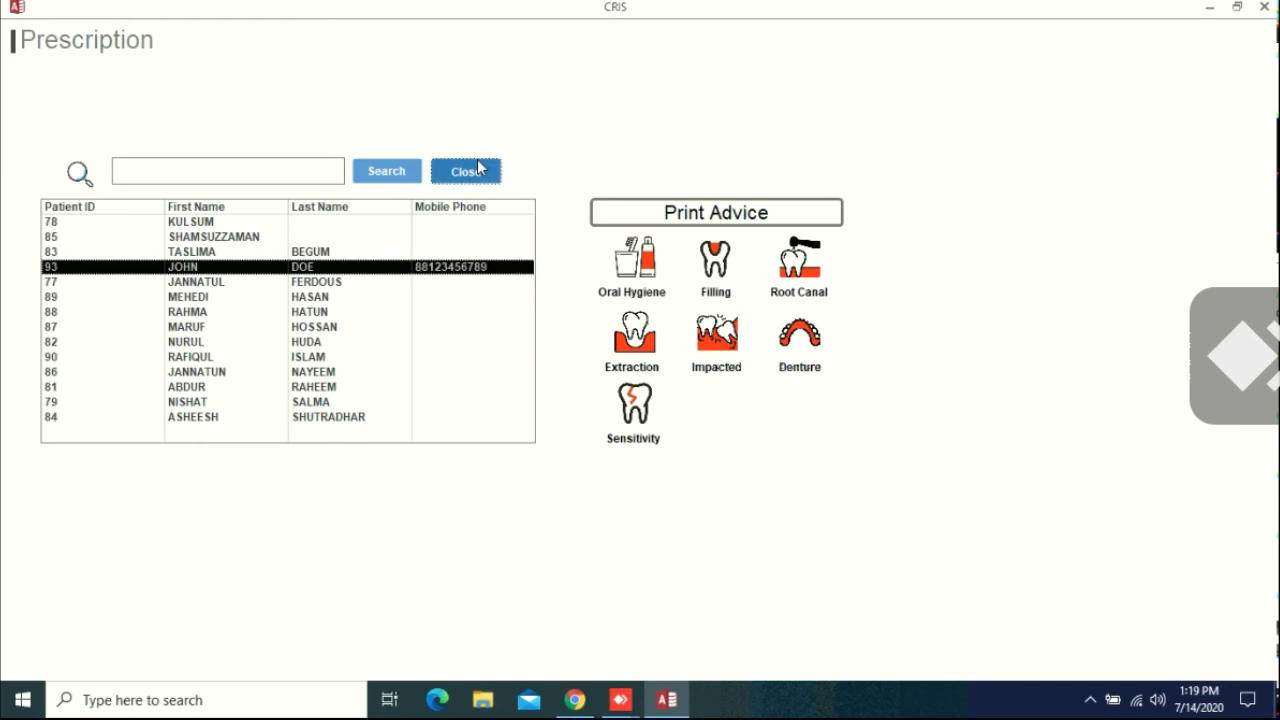 CRIS
Prescription
Search
Close
Patient ID First Name Last Name Mobile Phone
78 KULSUM
85 SHAMSUZZAMAN
83 TASLIMA BEGUM
93 JOHN DOE 88123456789
77 JANNATUL FERDOUS
89 MEHEDI HASAN
88 RAHMA HATUN
87 MARUF HOSSAN
82 NURUL HUDA
90 RAFIQUL ISLAM
86 JANNATUN NAYEEM
81 ABDUR RAHEEM
79 NISHAT SALMA
84 ASHEESH SHUTRADHAR
Print Advice
Oral Hygiene Filling Root Canal
Extraction Impacted Denture
Sensitivity
Type here to search
1:19 PM
7/14/2020